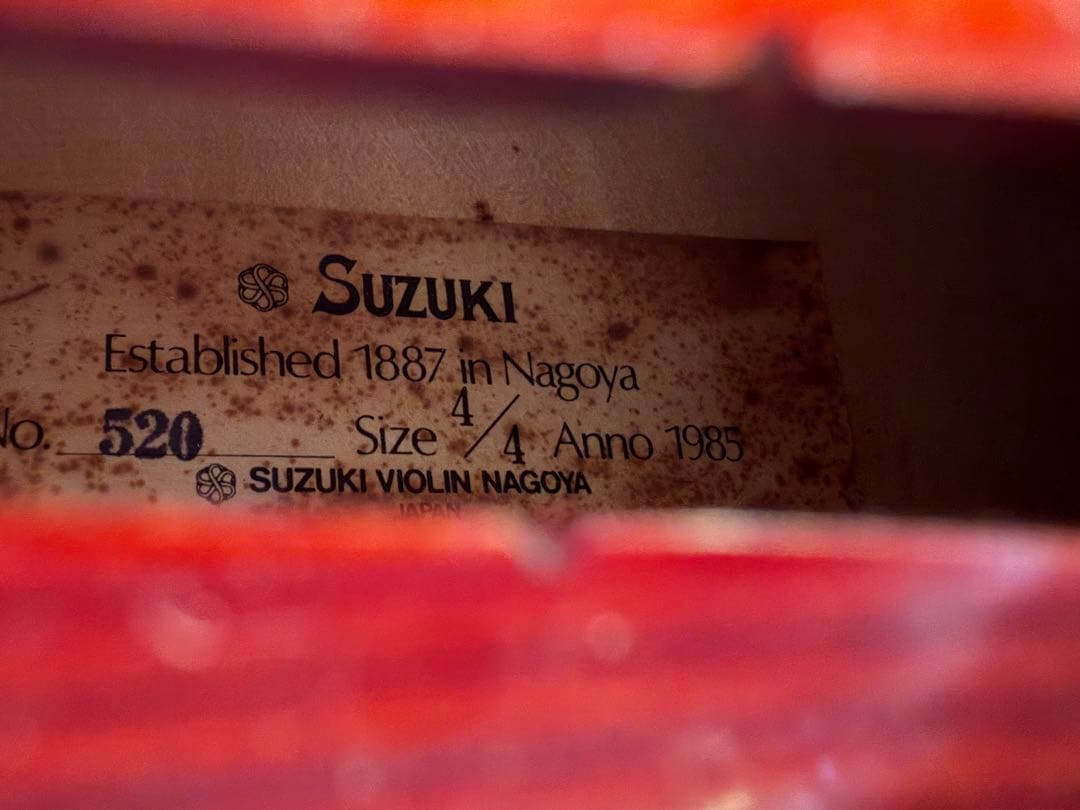 SUZUKI
Established 1887 in Nagoya
No. 520 Size 4/4 Anno 1985
SUZUKI VIOLIN NAGOYA
JAPAN